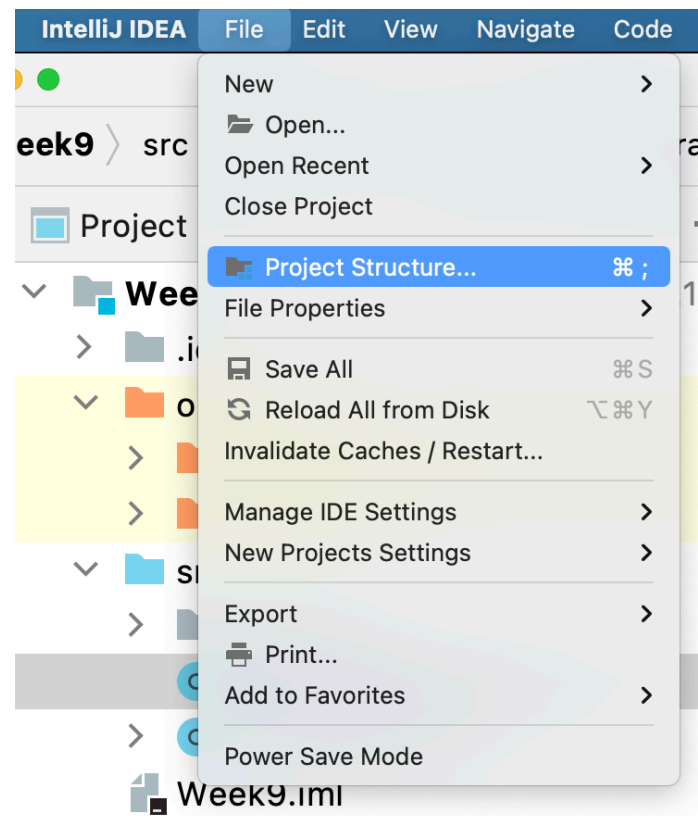 IntelliJ IDEA File Edit View Navigate Code
New
Open...
eek9 src
Open Recent
Close Project
Project
Project Structure... ⌘ ;
Wee
File Properties
.i
Save All ⌘ S
o
Reload All from Disk ⌥ ⌘ Y
Invalidate Caches / Restart...
Manage IDE Settings
New Projects Settings
s
Export
Print...
Add to Favorites
Power Save Mode
Week9.iml